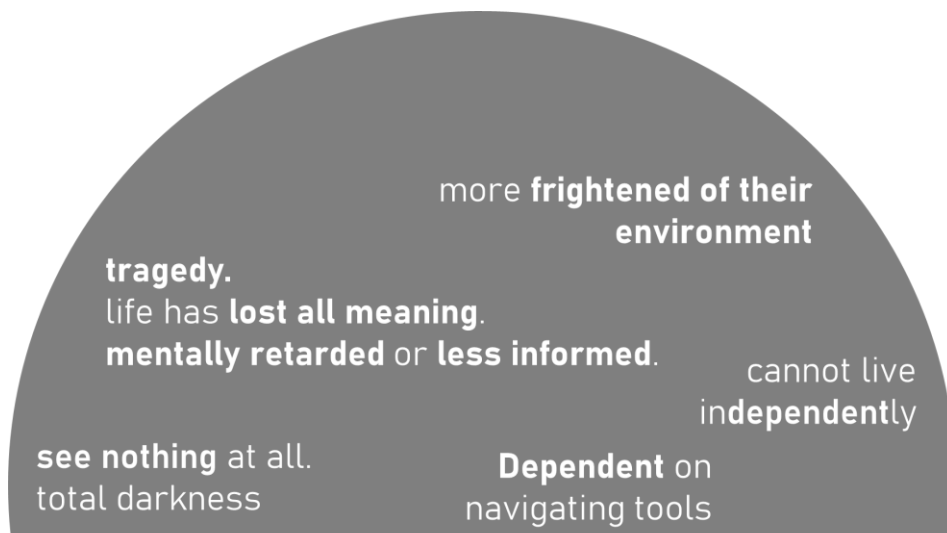 more frightened of their
environment
tragedy.
life has lost all meaning.
mentally retarded or less informed.
cannot live
independently
see nothing at all.
total darkness
Dependent on
navigating tools